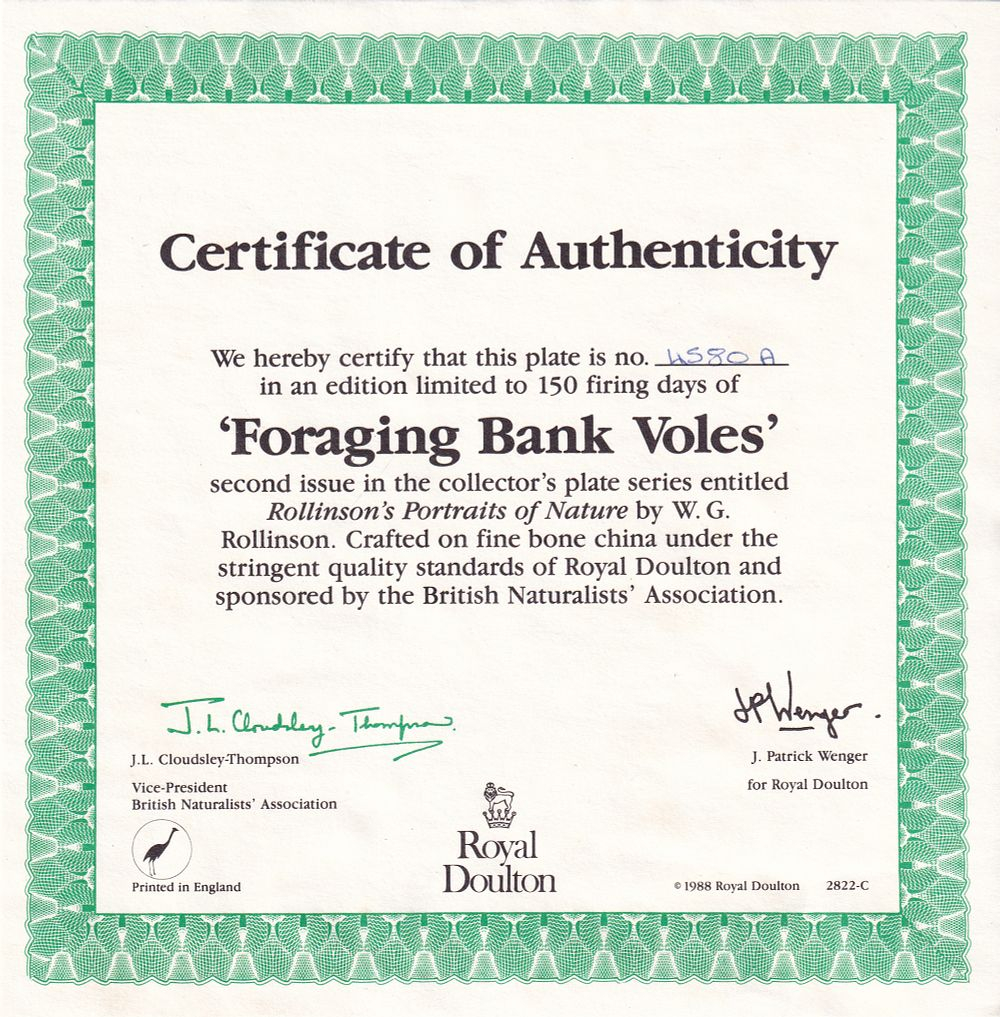 Certificate of Authenticity
We hereby certify that this plate is no. 4580 A
in an edition limited to 150 firing days of
‘Foraging Bank Voles’
second issue in the collector’s plate series entitled
Rollinson’s Portraits of Nature by W. G.
Rollinson. Crafted on fine bone china under the
stringent quality standards of Royal Doulton and
sponsored by the British Naturalists’ Association.
J. L. Cloudsley-Thompson.
JPWenger.
J.L. Cloudsley-Thompson
J. Patrick Wenger
Vice-President
for Royal Doulton
British Naturalists’ Association
Royal
Doulton
Printed in England
© 1988 Royal Doulton 2822-C